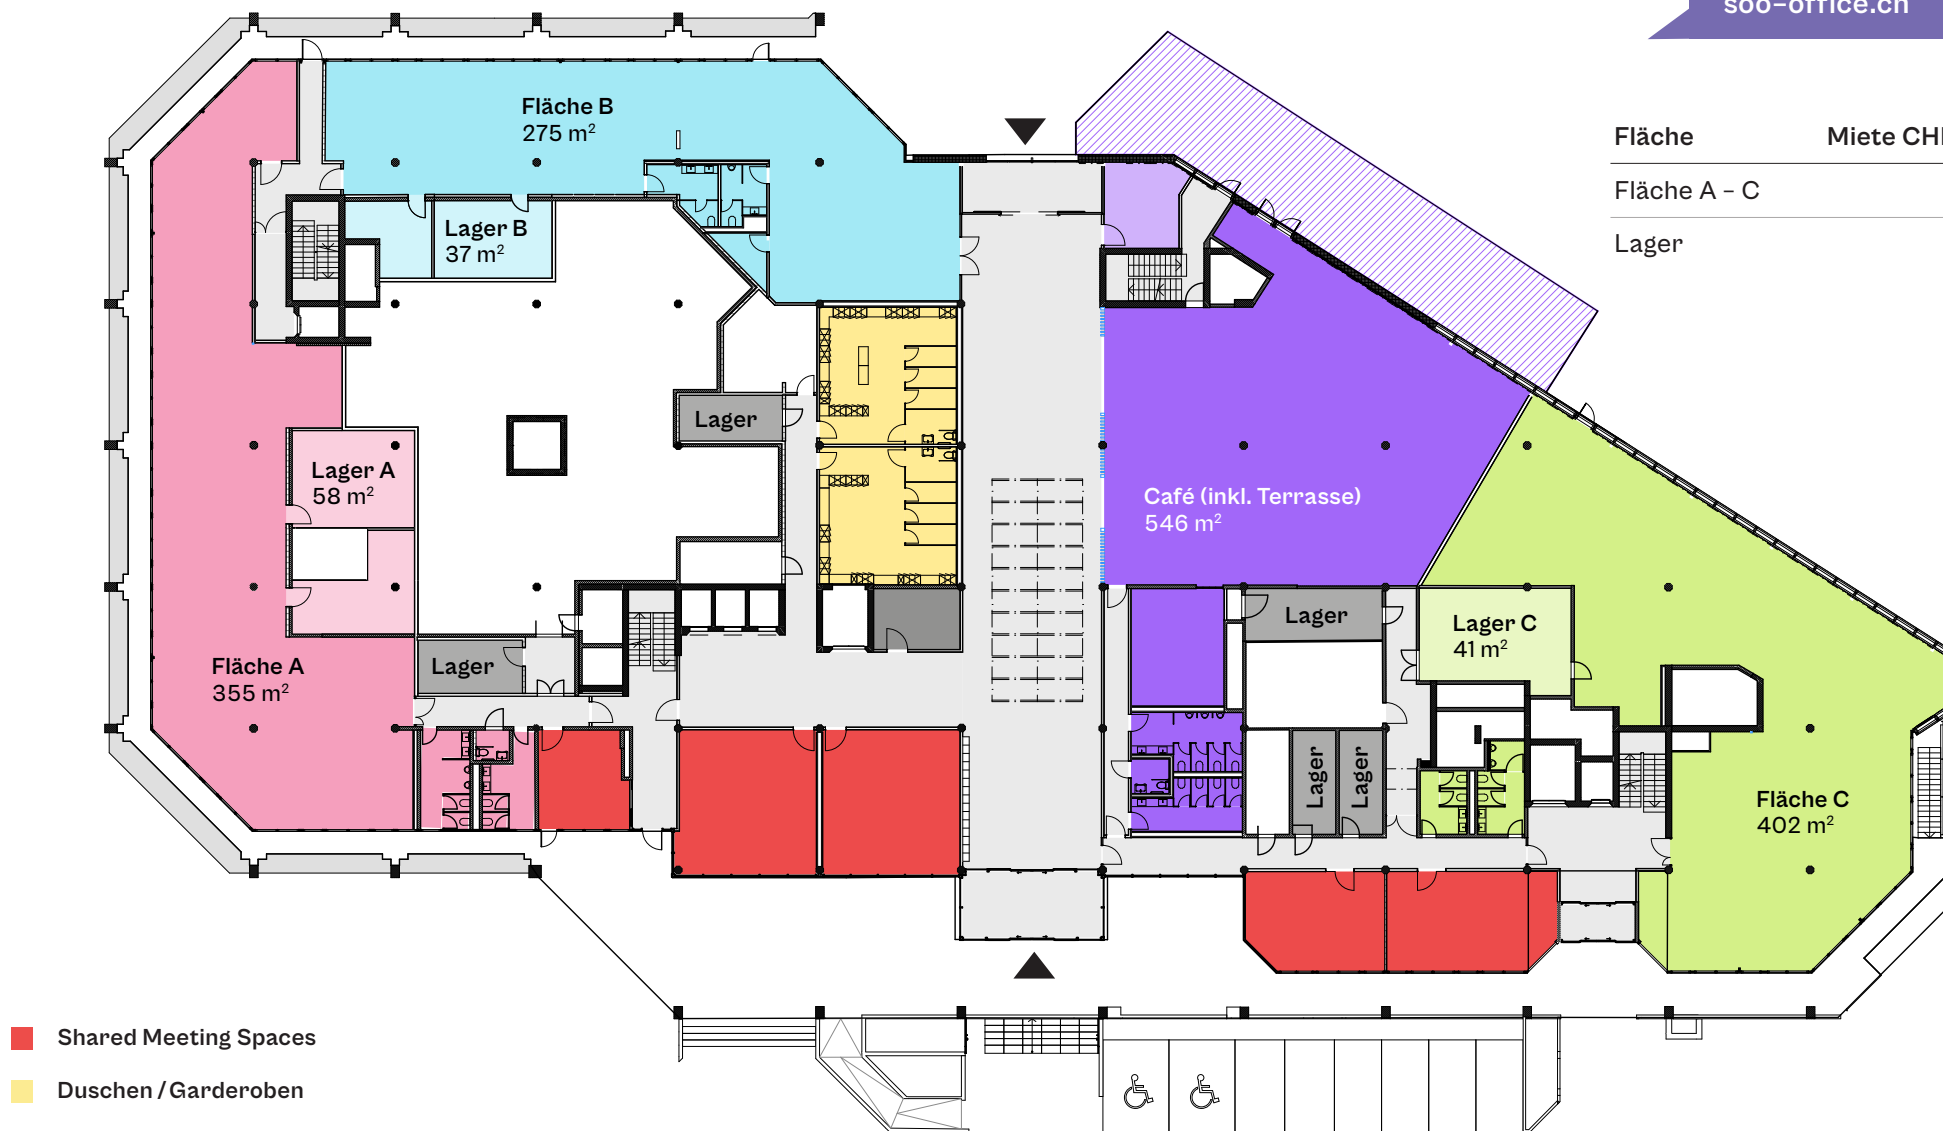 soo-office.ch
Fläche B
275 m²
Fläche Miete CH
Fläche A – C
Lager
Lager B
37 m²
Lager
Lager A
58 m²
Café (inkl. Terrasse)
546 m²
Lager
Lager C
41 m²
Fläche A
355 m²
Lager
Lager
Lager
Fläche C
402 m²
Shared Meeting Spaces
Duschen / Garderoben